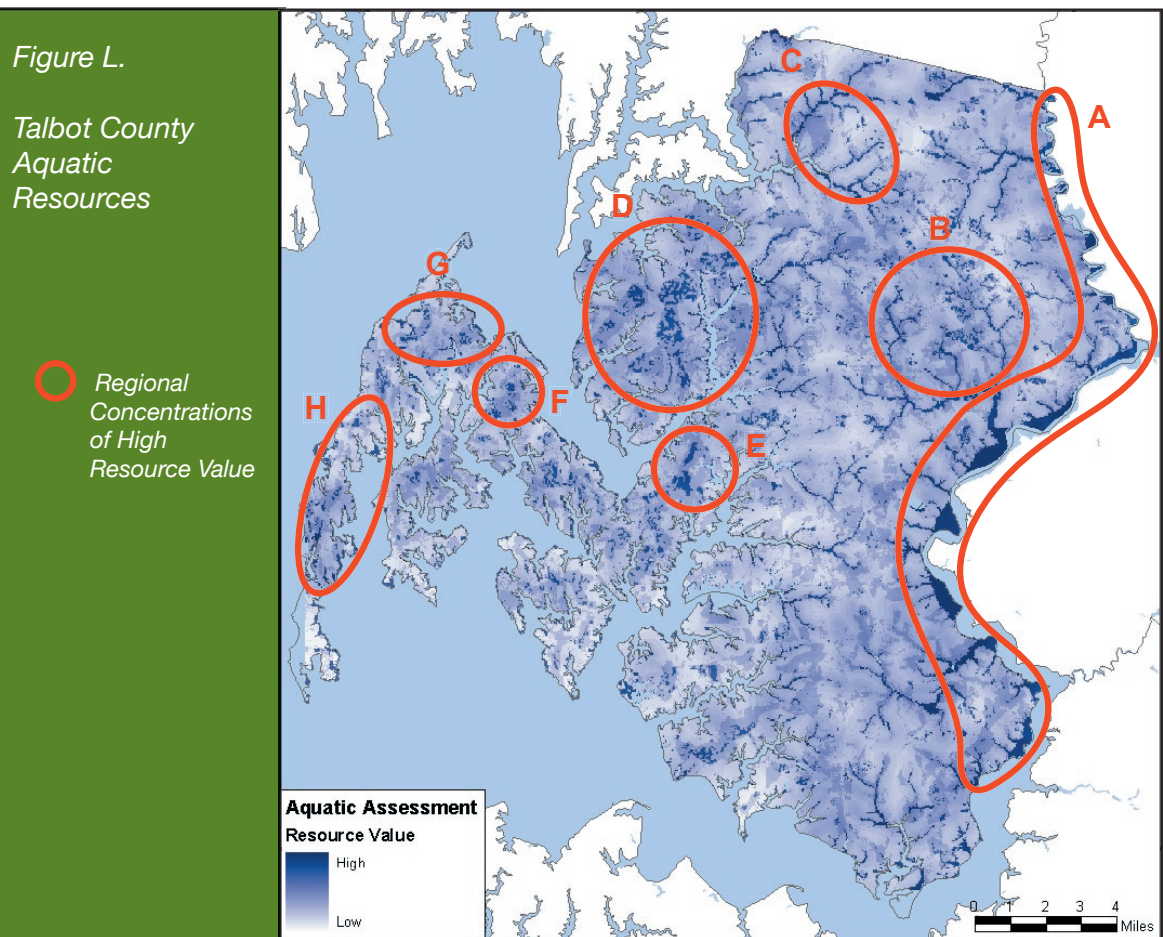 Figure L.
Talbot County
Aquatic
Resources
Regional
Concentrations
of High
Resource Value
C
A
D
B
G
H
F
E
Aquatic Assessment
Resource Value
High
Low
0 1 2 3 4
Miles